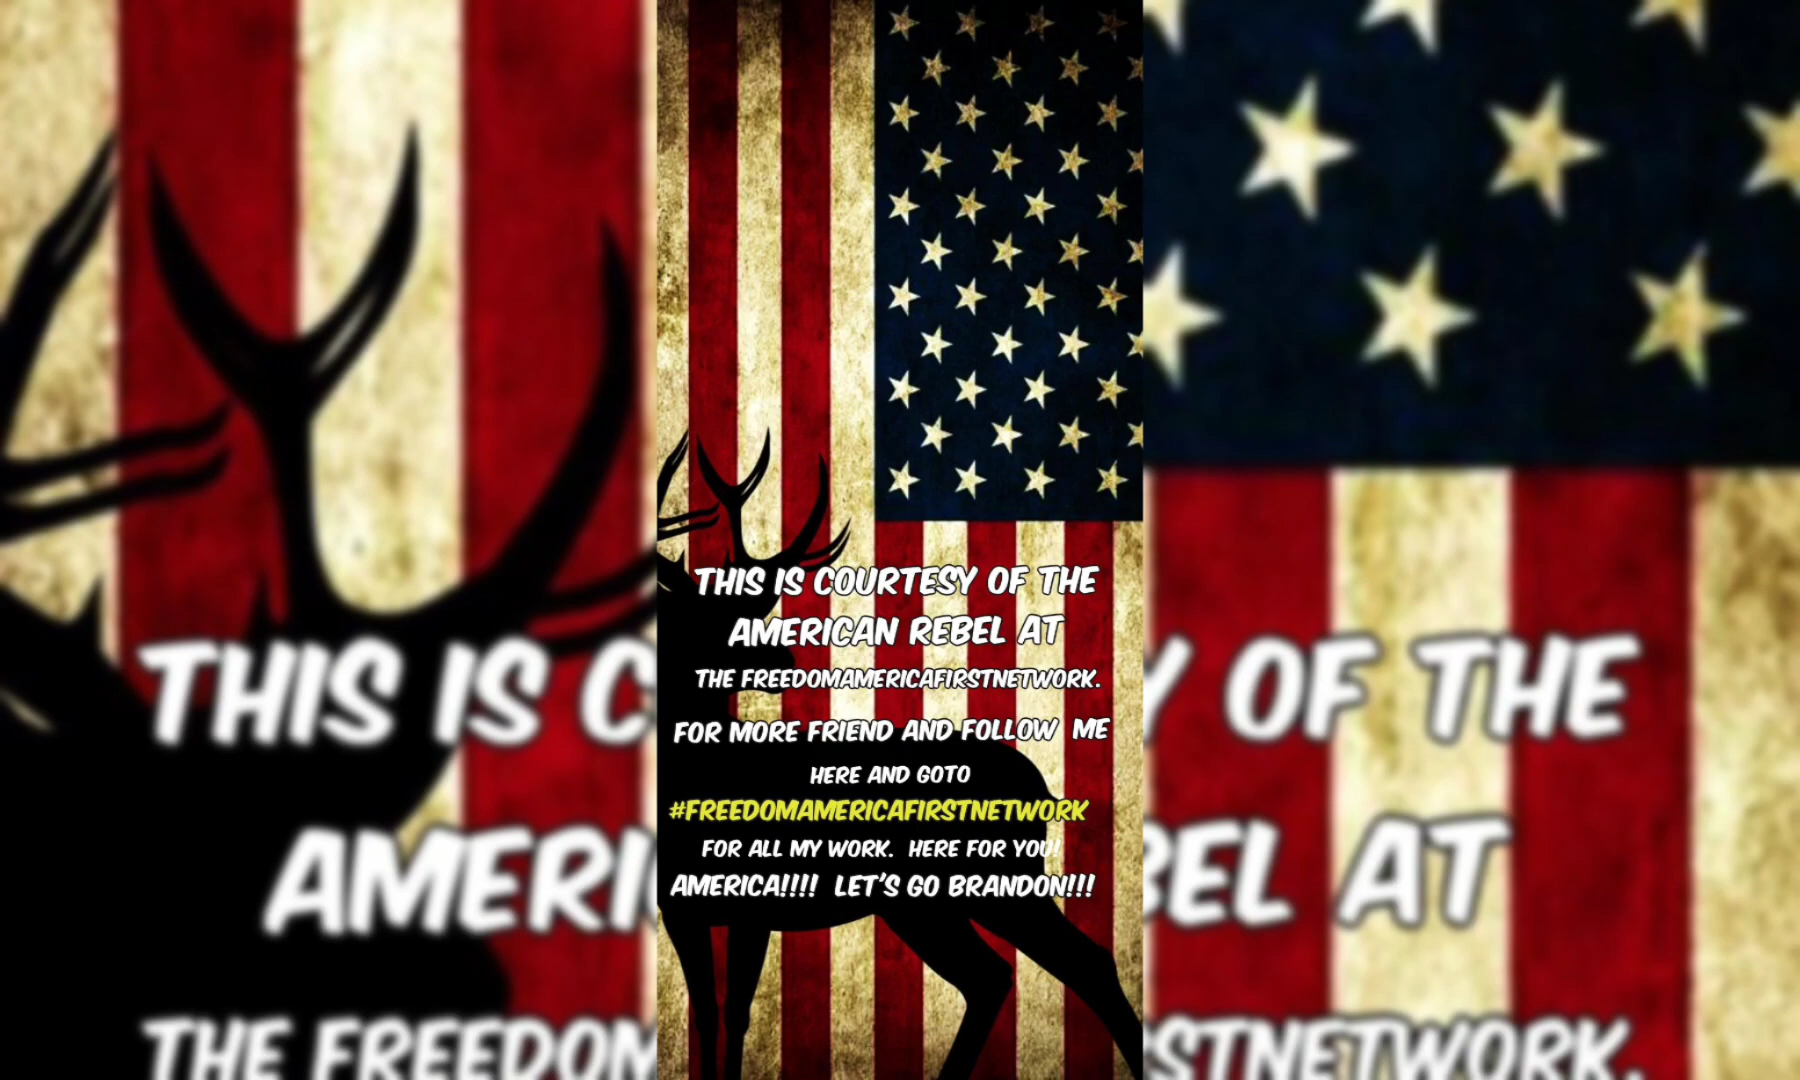 THIS IS COURTESY OF THE
AMERICAN REBEL AT
THE FREEDOMAMERICAFIRSTNETWORK.
FOR MORE FRIEND AND FOLLOW ME
HERE AND GOTO
#FREEDOMAMERICAFIRSTNETWORK
FOR ALL MY WORK. HERE FOR YOU!
AMERICA!!!! LET'S GO BRANDON!!!